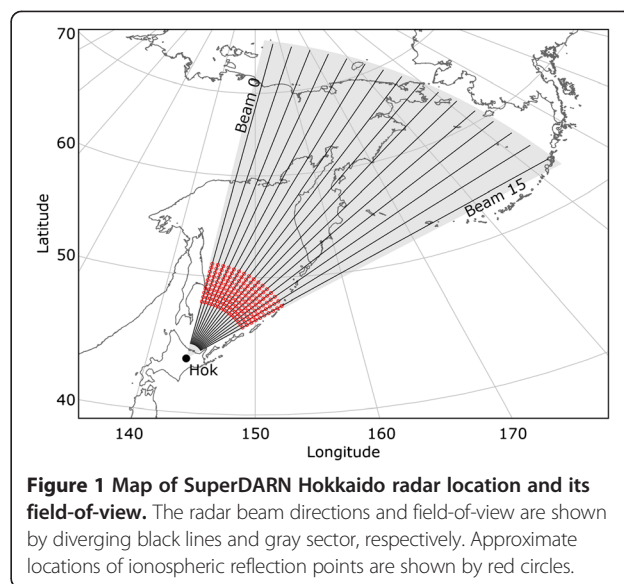 70
60
50
40
Latitude
Beam 0
Beam 15
Hok
140
150
160
170
Longitude
Figure 1 Map of SuperDARN Hokkaido radar location and its
field-of-view. The radar beam directions and field-of-view are shown
by diverging black lines and gray sector, respectively. Approximate
locations of ionospheric reflection points are shown by red circles.